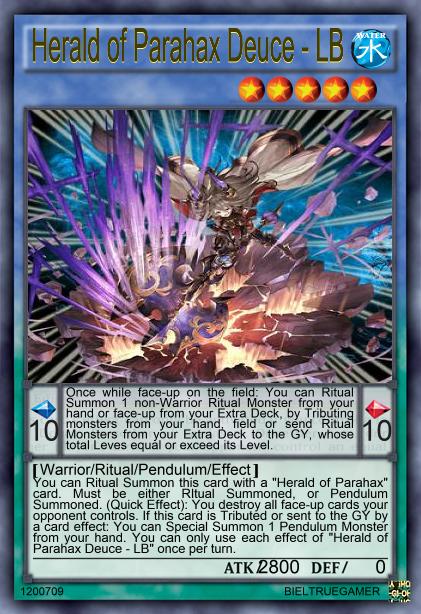 Herald of Parahax Deuce - LB
WATER
水
Once while face-up on the field: You can Ritual
Summon 1 non-Warrior Ritual Monster from your
hand or face-up from your Extra Deck, by Tributing
monsters from your hand, field or send Ritual
Monsters from your Extra Deck to the GY, whose
total Leves equal or exceed its Level.
10
10
[Warrior/Ritual/Pendulum/Effect]
You can Ritual Summon this card with a "Herald of Parahax"
card. Must be either RItual Summoned, or Pendulum
Summoned. (Quick Effect): You destroy all face-up cards your
opponent controls. If this card is Tributed or sent to the GY by
a card effect: You can Special Summon 1 Pendulum Monster
from your hand. You can only use each effect of "Herald of
Parahax Deuce - LB" once per turn.
ATK/2800 DEF/ 0
1200709
BIELTRUEGAMER